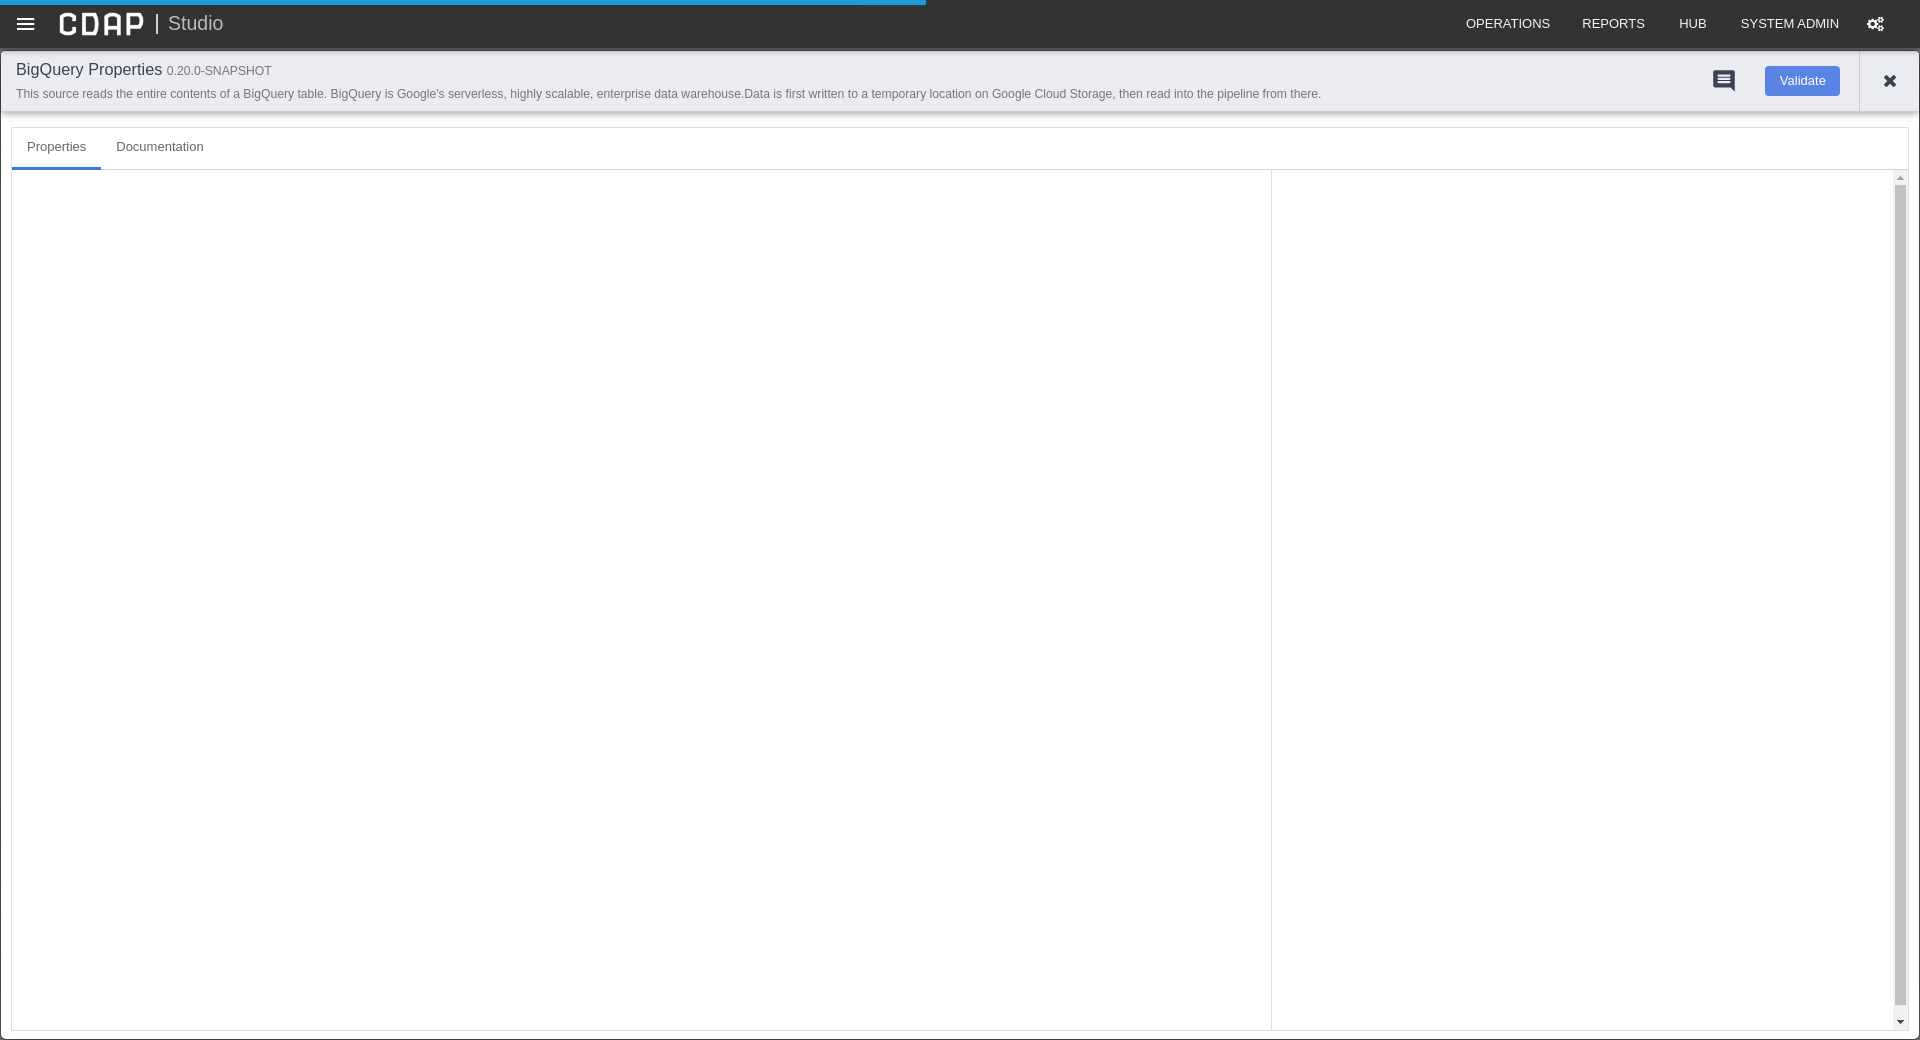 CDAP | Studio
OPERATIONS
REPORTS
HUB
SYSTEM ADMIN
BigQuery Properties 0.20.0-SNAPSHOT
This source reads the entire contents of a BigQuery table. BigQuery is Google's serverless, highly scalable, enterprise data warehouse.Data is first written to a temporary location on Google Cloud Storage, then read into the pipeline from there.
Validate
Properties
Documentation